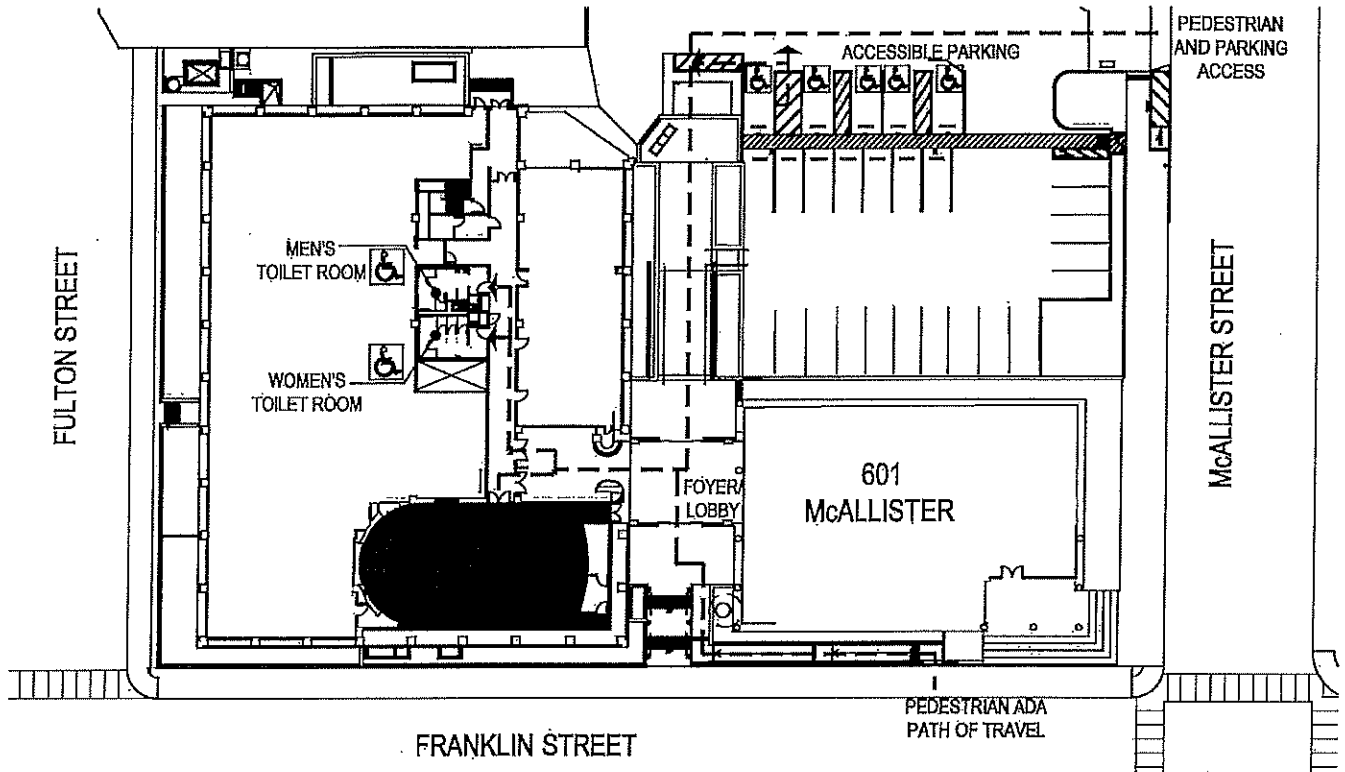 PEDESTRIAN
AND PARKING
ACCESS
ACCESSIBLE PARKING
MEN'S
TOILET ROOM
WOMEN'S
TOILET ROOM
FULTON STREET
McALLISTER STREET
FOYER/
LOBBY
601
McALLISTER
PEDESTRIAN ADA
PATH OF TRAVEL
FRANKLIN STREET